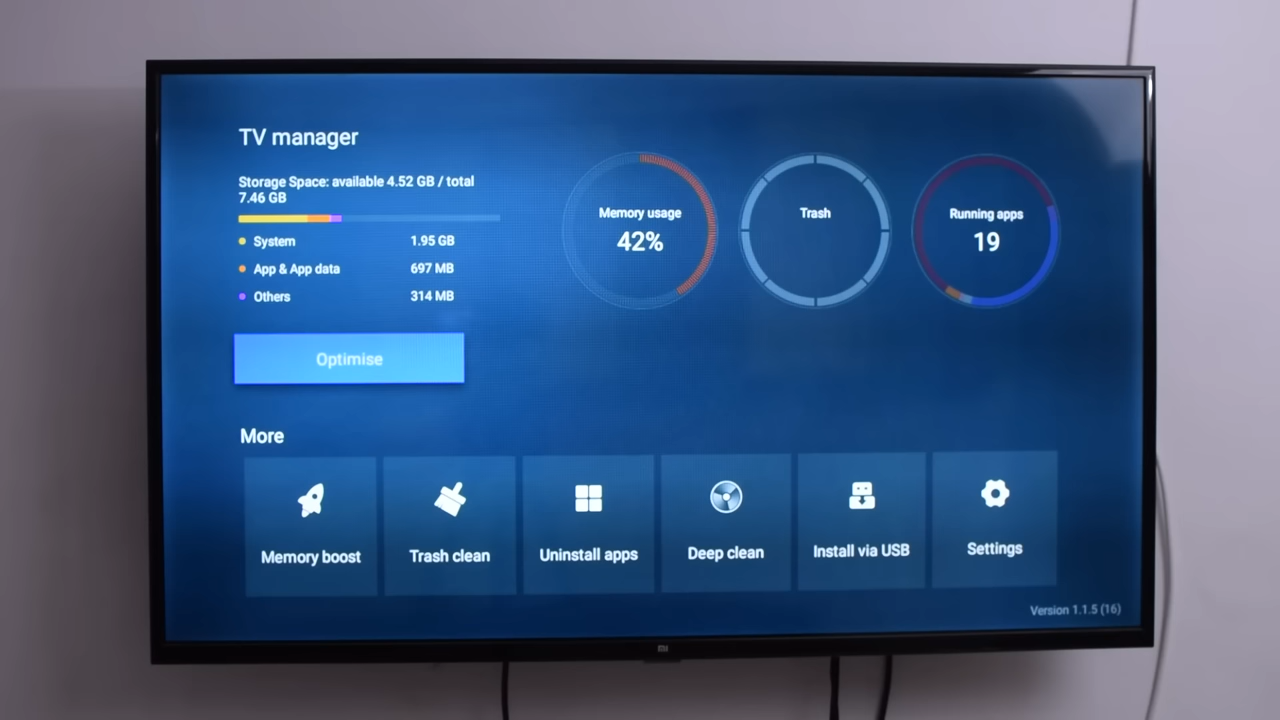 TV manager
Storage Space: available 4.52 GB / total
7.46 GB
System 1.95 GB
App & App data 697 MB
Others 314 MB
Memory usage
42%
Trash
Running apps
19
Optimise
More
Memory boost
Trash clean
Uninstall apps
Deep clean
Install via USB
Settings
Version 1.1.5 (16)
MI